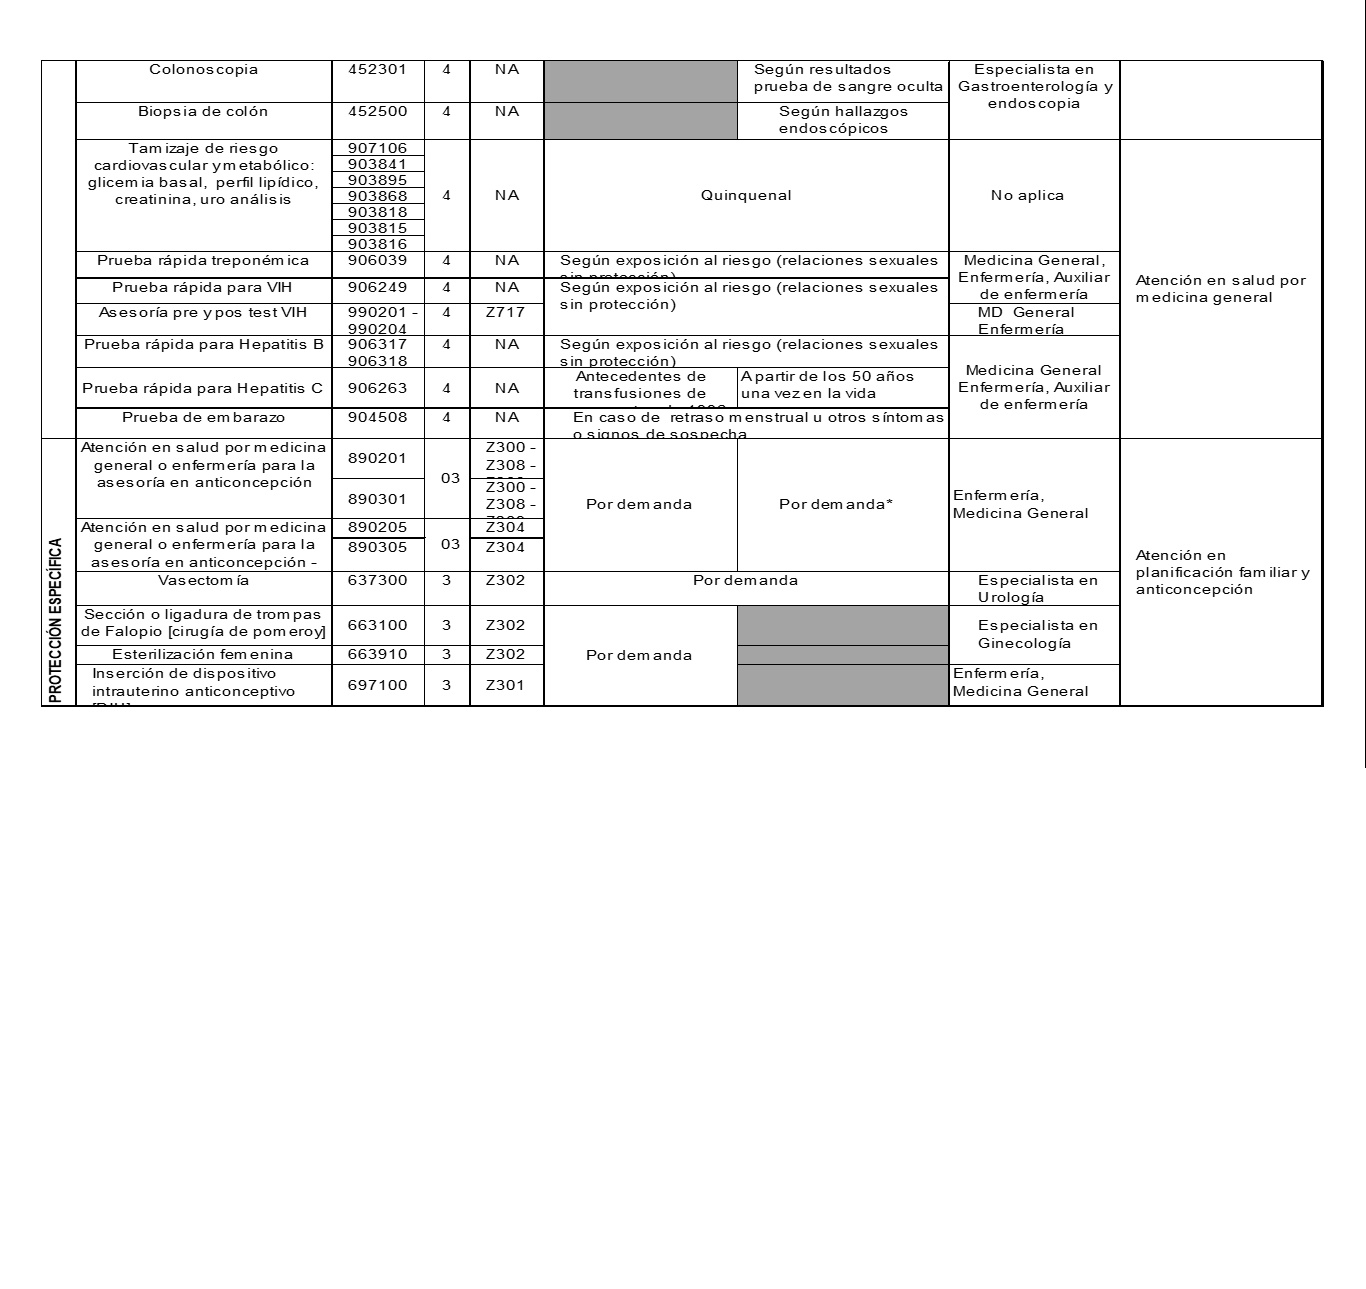 Colonoscopia
452301
4
NA
Según resultados
prueba de sangre oculta
Especialista en
Gastroenterología y
endoscopia
Biopsia de colón
452500
4
NA
Según hallazgos
endoscópicos
Tamizaje de riesgo
cardiovascular y metabólico:
glicemia basal, perfil lipídico,
creatinina, uro análisis
907106
903841
903895
903868
903818
903815
903816
4
NA
Quinquenal
No aplica
Atención en salud por
medicina general
Prueba rápida treponémica
906039
4
NA
Según exposición al riesgo (relaciones sexuales
sin protección)
Medicina General,
Enfermería, Auxiliar
de enfermería
Prueba rápida para VIH
906249
4
NA
Según exposición al riesgo (relaciones sexuales
sin protección)
Asesoría pre y pos test VIH
990201 -
990204
4
Z717
MD General
Enfermería
Prueba rápida para Hepatitis B
906317
906318
4
NA
Según exposición al riesgo (relaciones sexuales
sin protección)
Medicina General
Enfermería, Auxiliar
de enfermería
Prueba rápida para Hepatitis C
906263
4
NA
Antecedentes de
transfusiones de
A partir de los 50 años
una vez en la vida
Prueba de embarazo
904508
4
NA
En caso de retraso menstrual u otros síntomas
o signos de sospecha
PROTECCIÓN ESPECÍFICA
Atención en salud por medicina
general o enfermería para la
asesoría en anticoncepción
890201
03
Z300 -
Z308 -
890301
Z300 -
Z308 -
Por demanda
Por demanda*
Enfermería,
Medicina General
Atención en
planificación familiar y
anticoncepción
Atención en salud por medicina
general o enfermería para la
asesoría en anticoncepción -
890205
03
Z304
890305
Z304
Vasectomía
637300
3
Z302
Por demanda
Especialista en
Urología
Sección o ligadura de trompas
de Falopio [cirugía de pomeroy]
663100
3
Z302
Por demanda
Especialista en
Ginecología
Esterilización femenina
663910
3
Z302
Inserción de dispositivo
intrauterino anticonceptivo
697100
3
Z301
Enfermería,
Medicina General